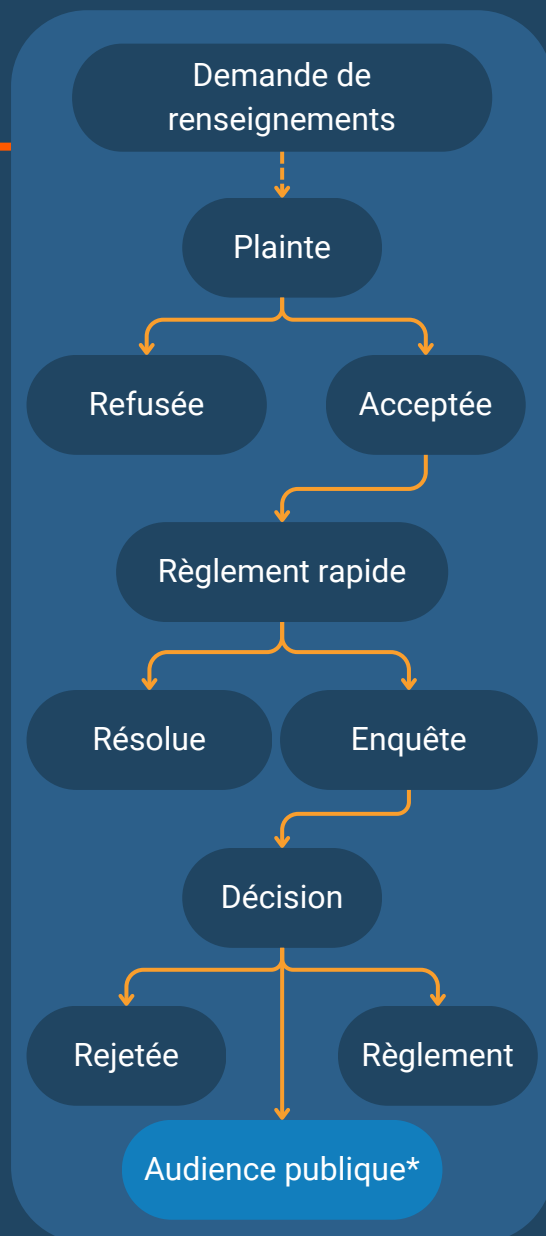 Demande de
renseignements
Plainte
Refusée
Acceptée
Règlement rapide
Résolue
Enquête
Décision
Rejetée
Règlement
Audience publique*